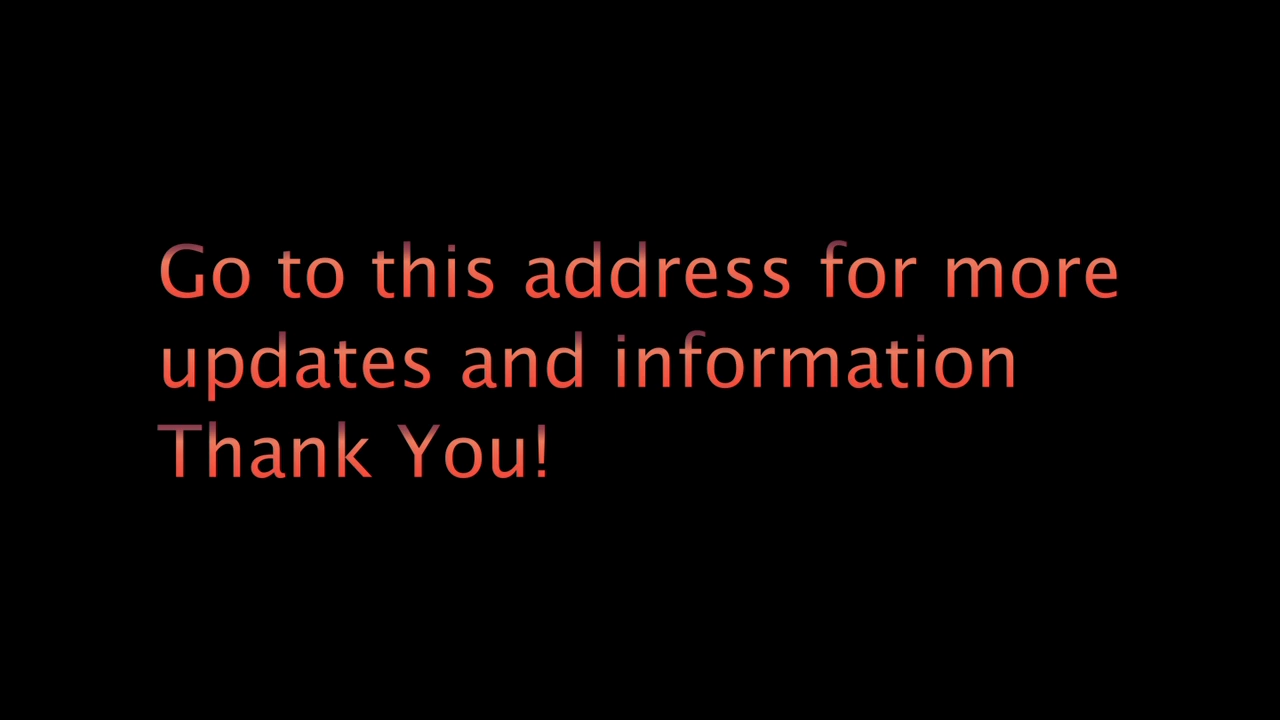 Go to this address for more
updates and information
Thank You!